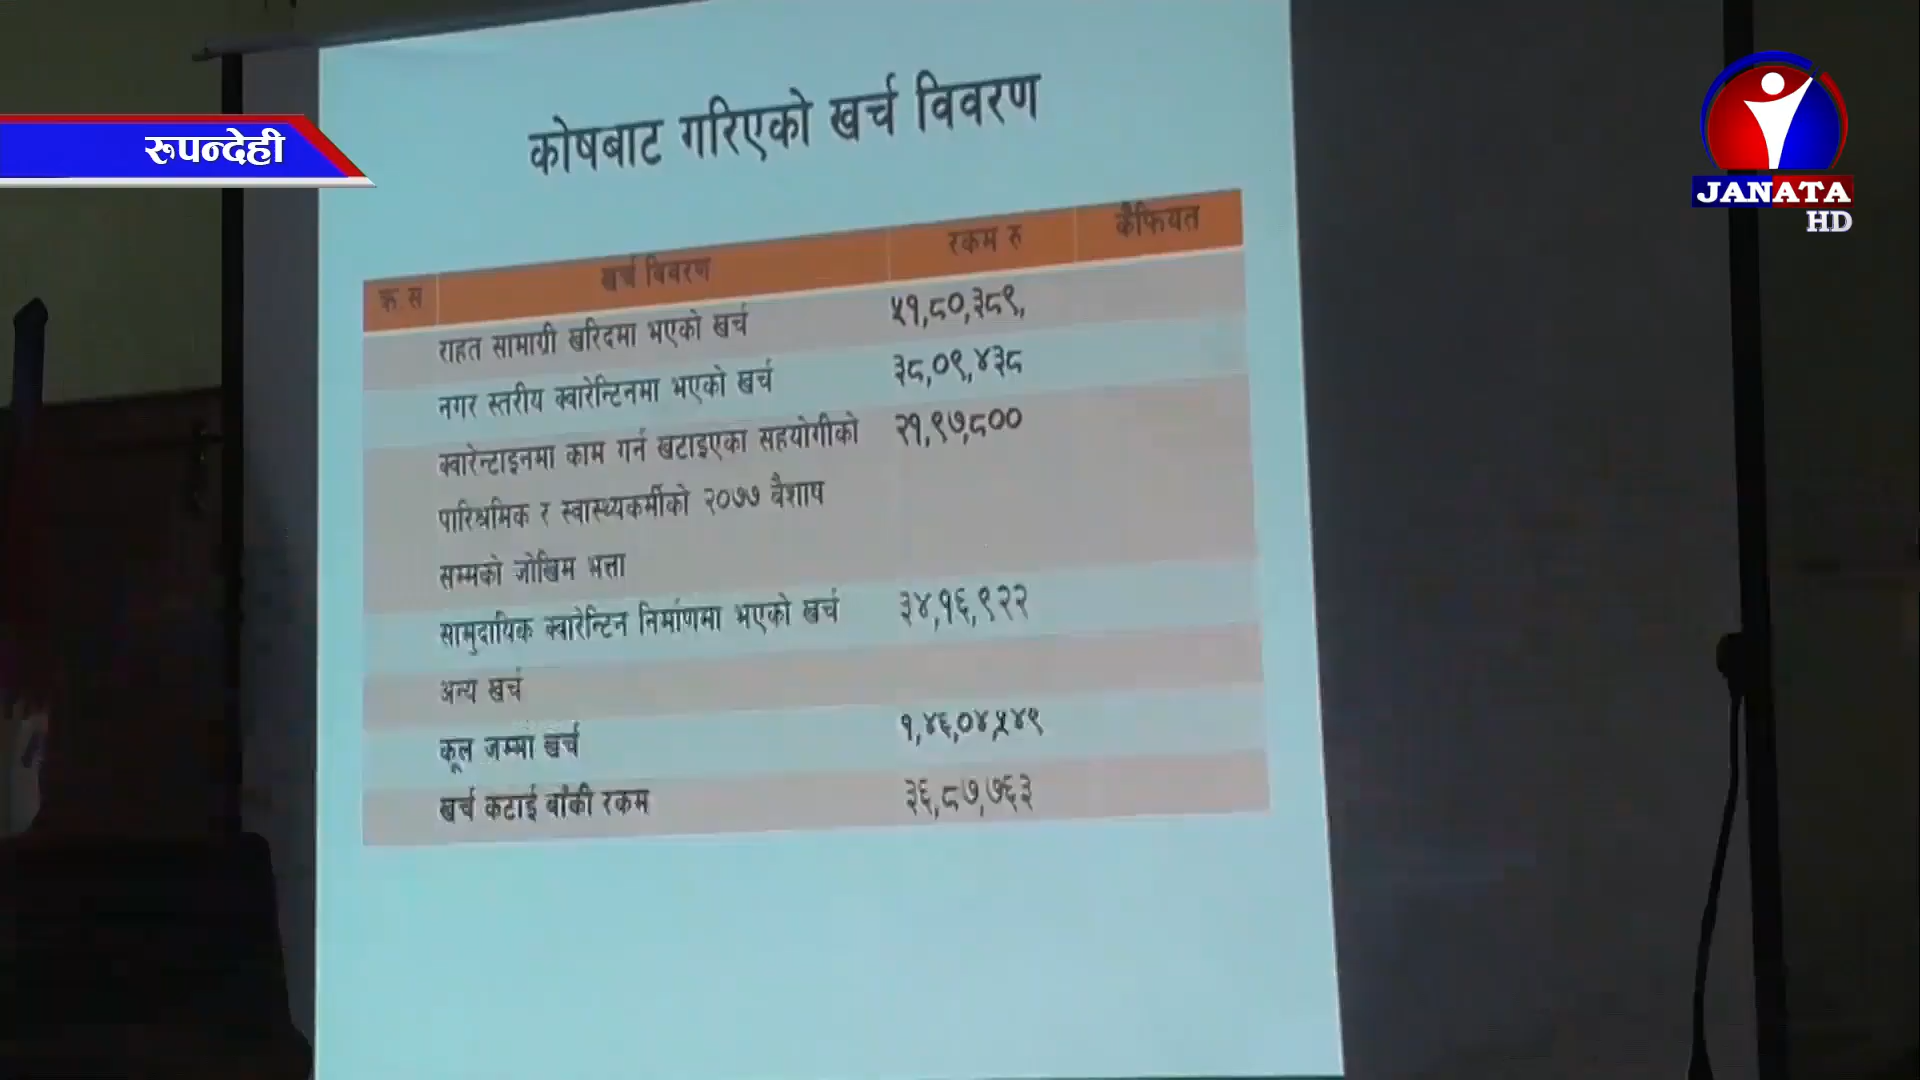 रुपन्देही
JANATA
HD
कोषबाट गरिएको खर्च विवरण
क्र स खर्च विवरण रकम रु कैफियत
राहत सामाग्री खरिदमा भएको खर्च ५१,८०,३८९,
नगर स्तरीय क्वारेन्टिनमा भएको खर्च ३८,०९,४३८
क्वारेन्टाइनमा काम गर्न खटाइएका सहयोगीको २१,९७,८००
पारिश्रमिक र स्वास्थ्यकर्मीको २०७७ बैशाष
सम्मको जोखिम भत्ता
सामुदायिक क्वारेन्टिन निर्माणमा भएको खर्च ३४,१६,९२२
अन्य खर्च
कूल जम्मा खर्च १,४६,०४,५४९
खर्च कटाई बाँकी रकम ३६,८७,७६३